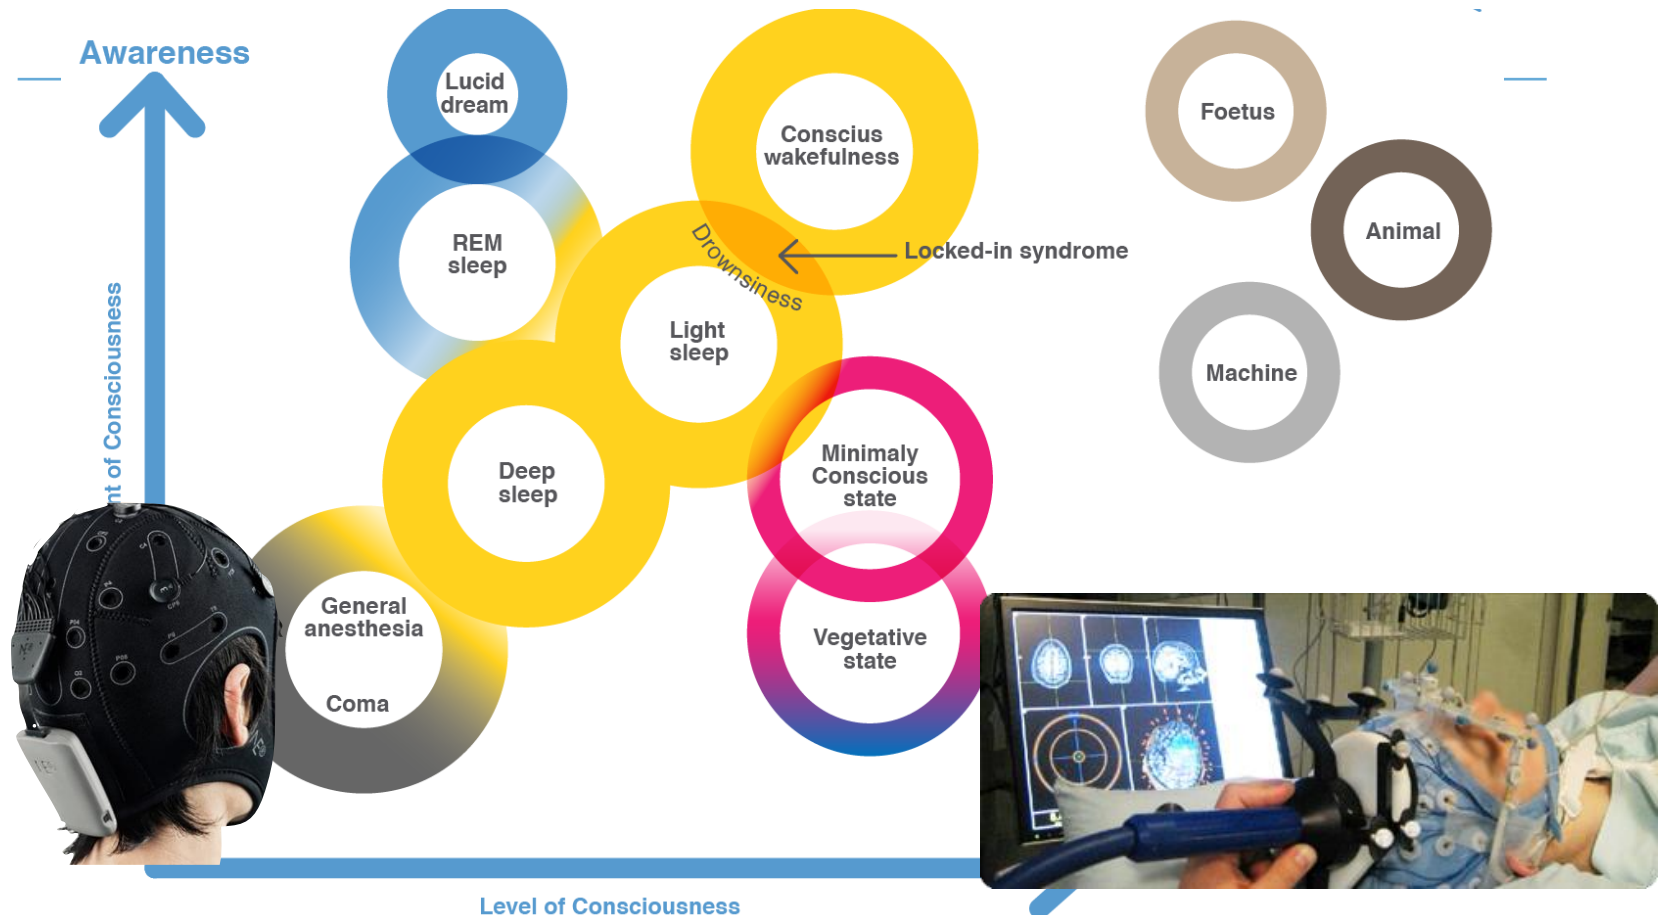 Awareness
Lucid
dream
Conscius
wakefulness
Foetus
Animal
REM
sleep
Drownsiness
Locked-in syndrome
Light
sleep
Machine
nt of Consciousness
Deep
sleep
Minimaly
Conscious
state
General
anesthesia
Coma
Vegetative
state
Level of Consciousness